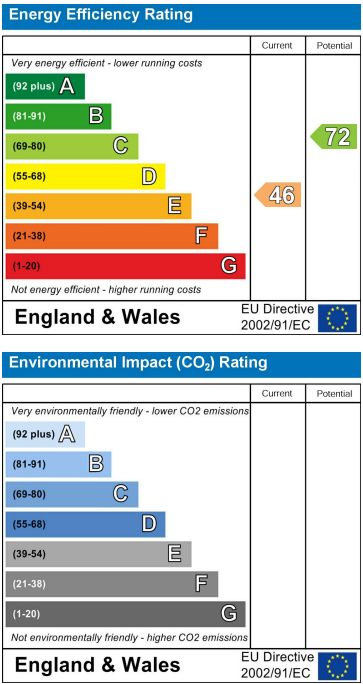 Energy Efficiency Rating
Current Potential
Very energy efficient - lower running costs
(92 plus) A
(81-91) B
(69-80) C
72
(55-68) D
(39-54) E
46
(21-38) F
(1-20) G
Not energy efficient - higher running costs
England & Wales
EU Directive
2002/91/EC
Environmental Impact (CO₂) Rating
Current Potential
Very environmentally friendly - lower CO2 emissions
(92 plus) A
(81-91) B
(69-80) C
(55-68) D
(39-54) E
(21-38) F
(1-20) G
Not environmentally friendly - higher CO2 emissions
England & Wales
EU Directive
2002/91/EC